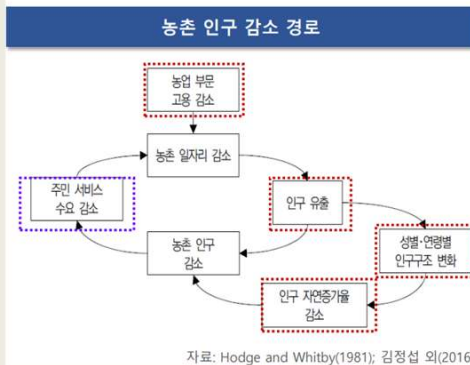 농촌 인구 감소 경로
농업 부문
고용 감소
농촌 일자리 감소
주민 서비스
수요 감소
인구 유출
농촌 인구
감소
성별·연령별
인구구조 변화
인구 자연증가율
감소
자료: Hodge and Whitby(1981); 김정섭 외(2016